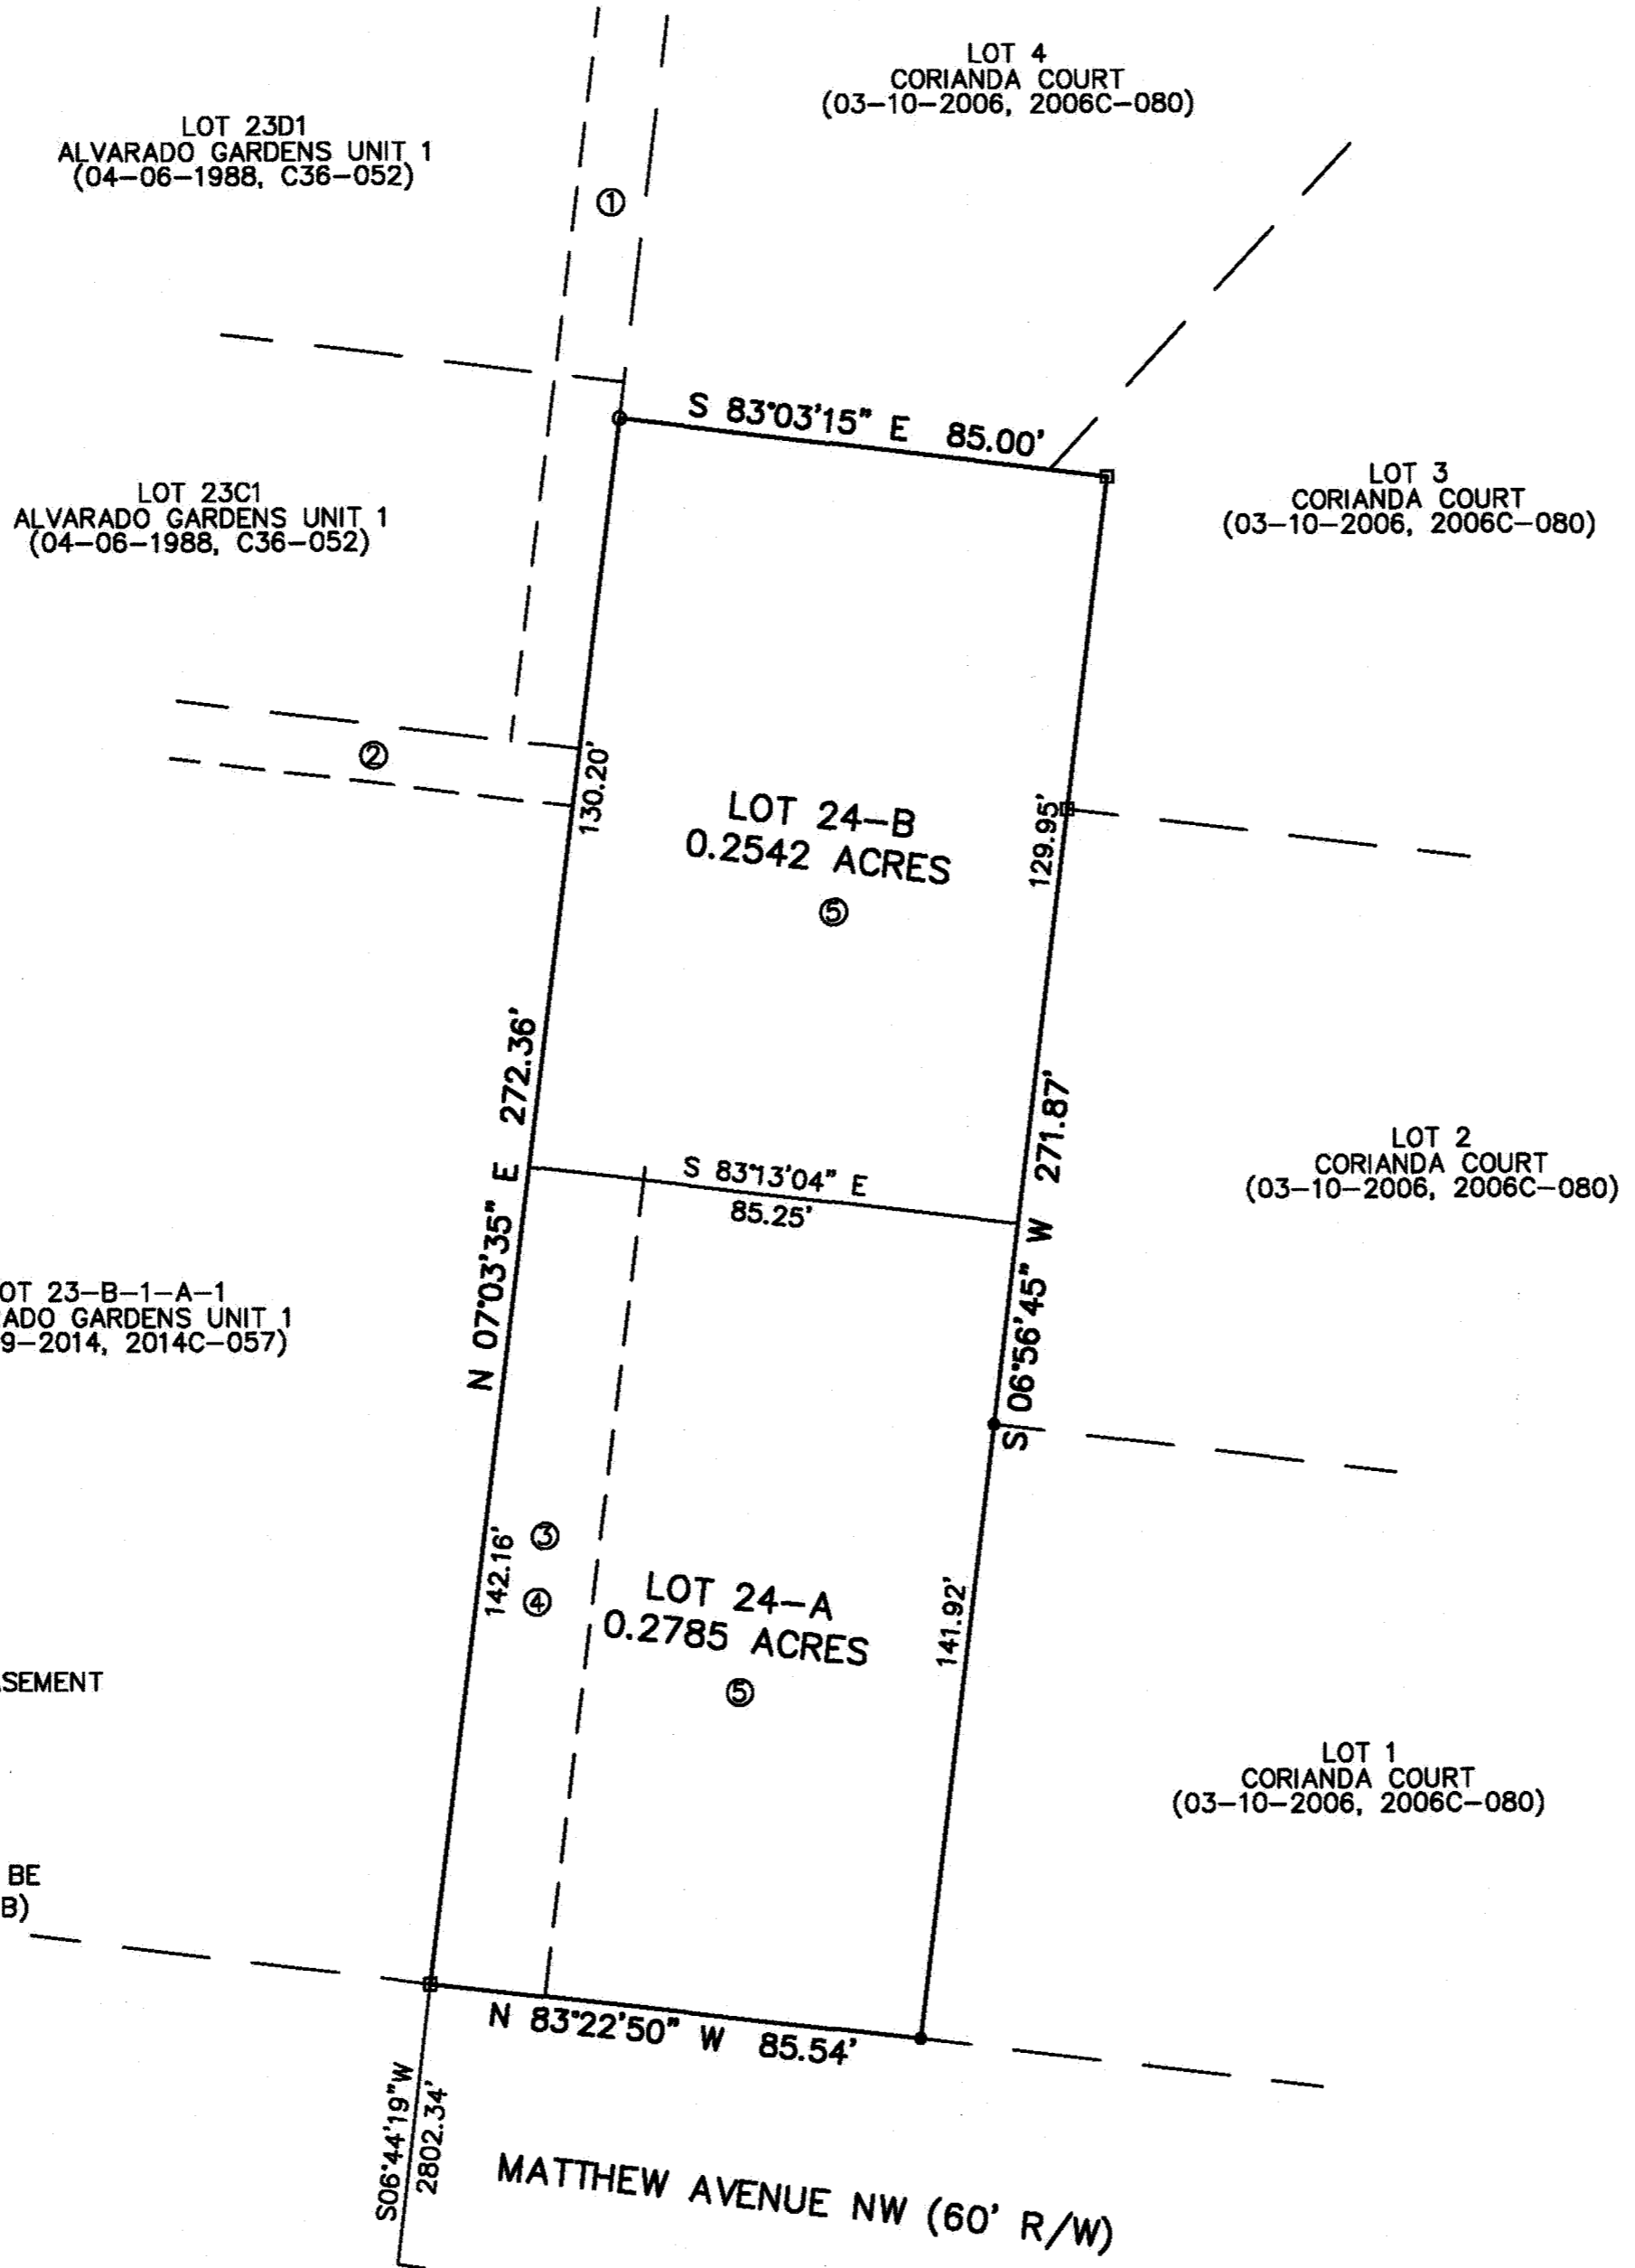 LOT 4
CORIANDA COURT
(03-10-2006, 2006C-080)
LOT 23D1
ALVARADO GARDENS UNIT 1
(04-06-1988, C36-052)
①
S 83°03'15" E 85.00'
LOT 3
CORIANDA COURT
(03-10-2006, 2006C-080)
LOT 23C1
ALVARADO GARDENS UNIT 1
(04-06-1988, C36-052)
②
130.20'
LOT 24-B
0.2542 ACRES
⑤
129.95'
N 07°03'35" E 272.36'
S 06°56'45" W 271.87'
S 83°13'04" E
85.25'
LOT 2
CORIANDA COURT
(03-10-2006, 2006C-080)
OT 23-B-1-A-1
ADO GARDENS UNIT 1
9-2014, 2014C-057)
142.16'
③
④
LOT 24-A
0.2785 ACRES
⑤
141.92'
SEMENT
LOT 1
CORIANDA COURT
(03-10-2006, 2006C-080)
BE
B)
N 83°22'50" W 85.54'
S06°44'19"W
2802.34'
MATTHEW AVENUE NW (60' R/W)